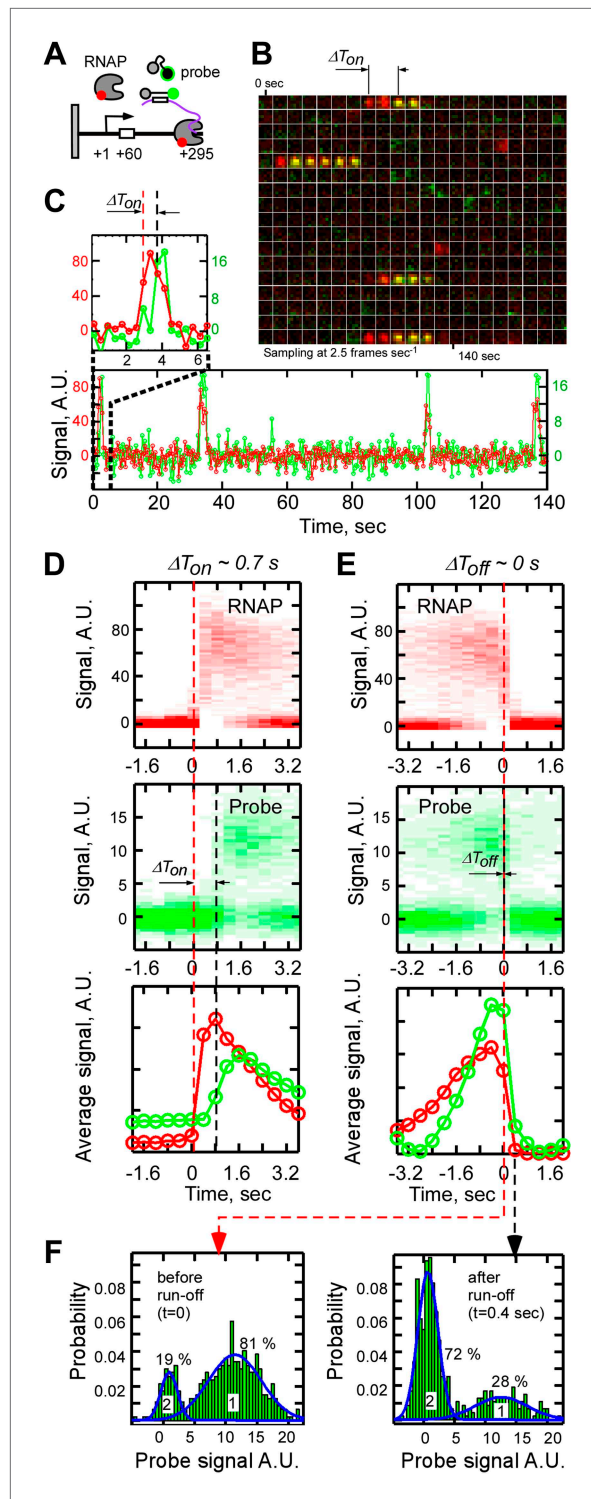 A
RNAP
probe
+1 +60 +295
B
ΔTon
0 sec
Sampling at 2.5 frames sec-1
140 sec
C
ΔTon
80
40
0
16
8
0
2 4 6
Signal, A.U.
80
40
0
16
8
0
0 20 40 60 80 100 120 140
Time, sec
D
ΔTon ~ 0.7 s
RNAP
Signal, A.U.
80
40
0
-1.6 0 1.6 3.2
Probe
Signal, A.U.
15
10
5
0
ΔTon
-1.6 0 1.6 3.2
Average signal, A.U.
-1.6 0 1.6 3.2
Time, sec
E
ΔToff ~ 0 s
RNAP
Signal, A.U.
80
40
0
-3.2 -1.6 0 1.6
Probe
Signal, A.U.
15
10
5
0
ΔToff
-3.2 -1.6 0 1.6
Average signal, A.U.
-3.2 -1.6 0 1.6
Time, sec
F
Probability
0.08
0.06
0.04
0.02
before
run-off
(t=0)
19 %
81 %
2
1
0 5 10 15 20
Probe signal A.U.
Probability
0.08
0.06
0.04
0.02
after
run-off
(t=0.4 sec)
72 %
28 %
2
1
0 5 10 15 20
Probe signal A.U.